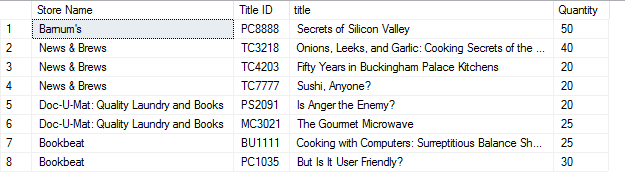 Store Name Title ID title Quantity
1 Barnum's PC8888 Secrets of Silicon Valley 50
2 News & Brews TC3218 Onions, Leeks, and Garlic: Cooking Secrets of the ... 40
3 News & Brews TC4203 Fifty Years in Buckingham Palace Kitchens 20
4 News & Brews TC7777 Sushi, Anyone? 20
5 Doc-U-Mat: Quality Laundry and Books PS2091 Is Anger the Enemy? 20
6 Doc-U-Mat: Quality Laundry and Books MC3021 The Gourmet Microwave 25
7 Bookbeat BU1111 Cooking with Computers: Surreptitious Balance Sh... 25
8 Bookbeat PC1035 But Is It User Friendly? 30